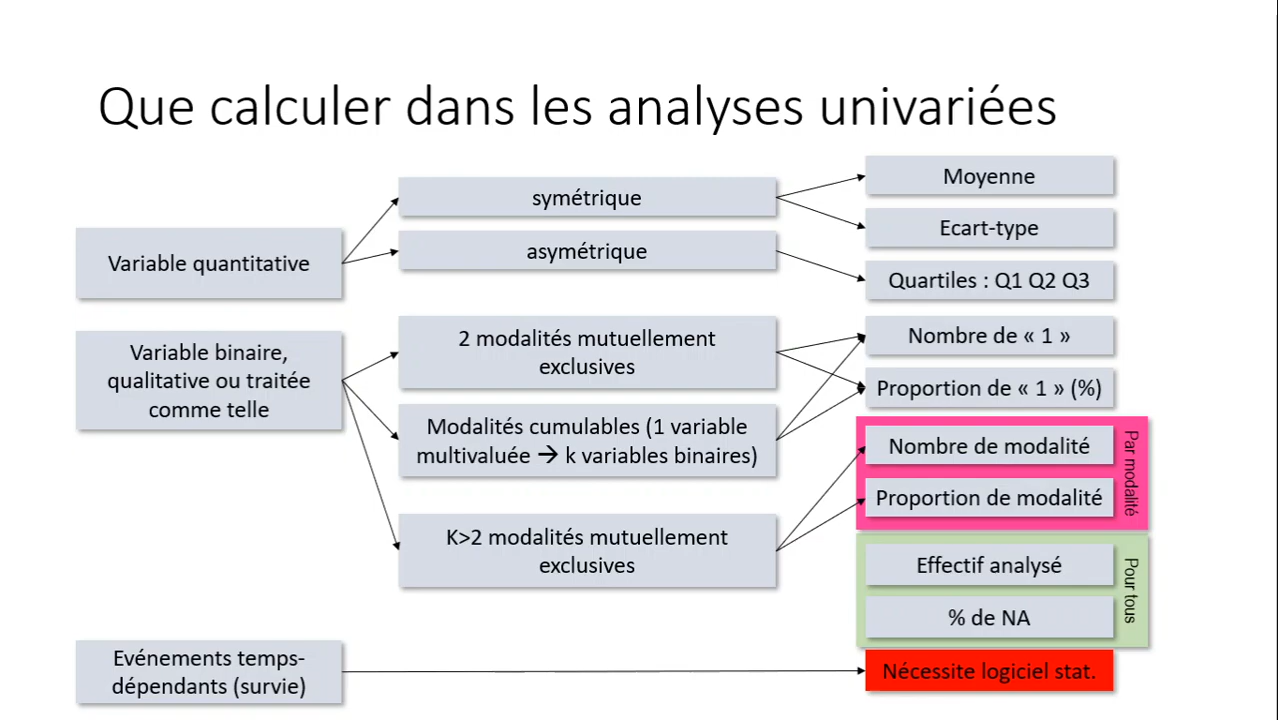 Que calculer dans les analyses univariées
Variable quantitative
symétrique
asymétrique
Moyenne
Ecart-type
Quartiles : Q1 Q2 Q3
Variable binaire,
qualitative ou traitée
comme telle
2 modalités mutuellement
exclusives
Modalités cumulables (1 variable
multivaluée → k variables binaires)
K>2 modalités mutuellement
exclusives
Nombre de « 1 »
Proportion de « 1 » (%)
Nombre de modalité
Proportion de modalité
Par modalité
Effectif analysé
% de NA
Pour tous
Evénements temps-
dépendants (survie)
Nécessite logiciel stat.